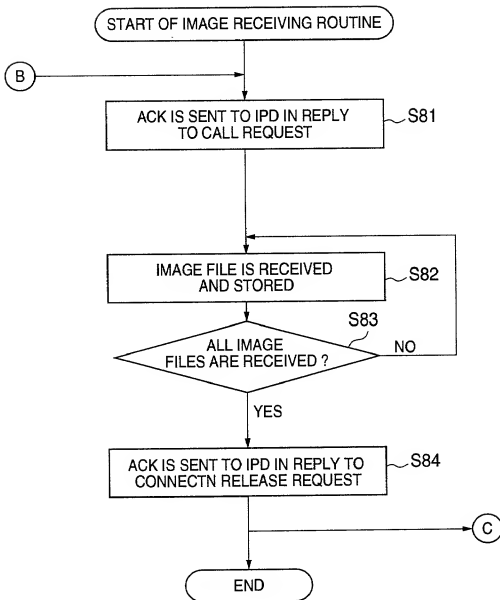 START OF IMAGE RECEIVING ROUTINE
B
ACK IS SENT TO IPD IN REPLY
TO CALL REQUEST
S81
IMAGE FILE IS RECEIVED
AND STORED
S82
S83
ALL IMAGE
FILES ARE RECEIVED ?
NO
YES
ACK IS SENT TO IPD IN REPLY TO
CONNECTN RELEASE REQUEST
S84
C
END